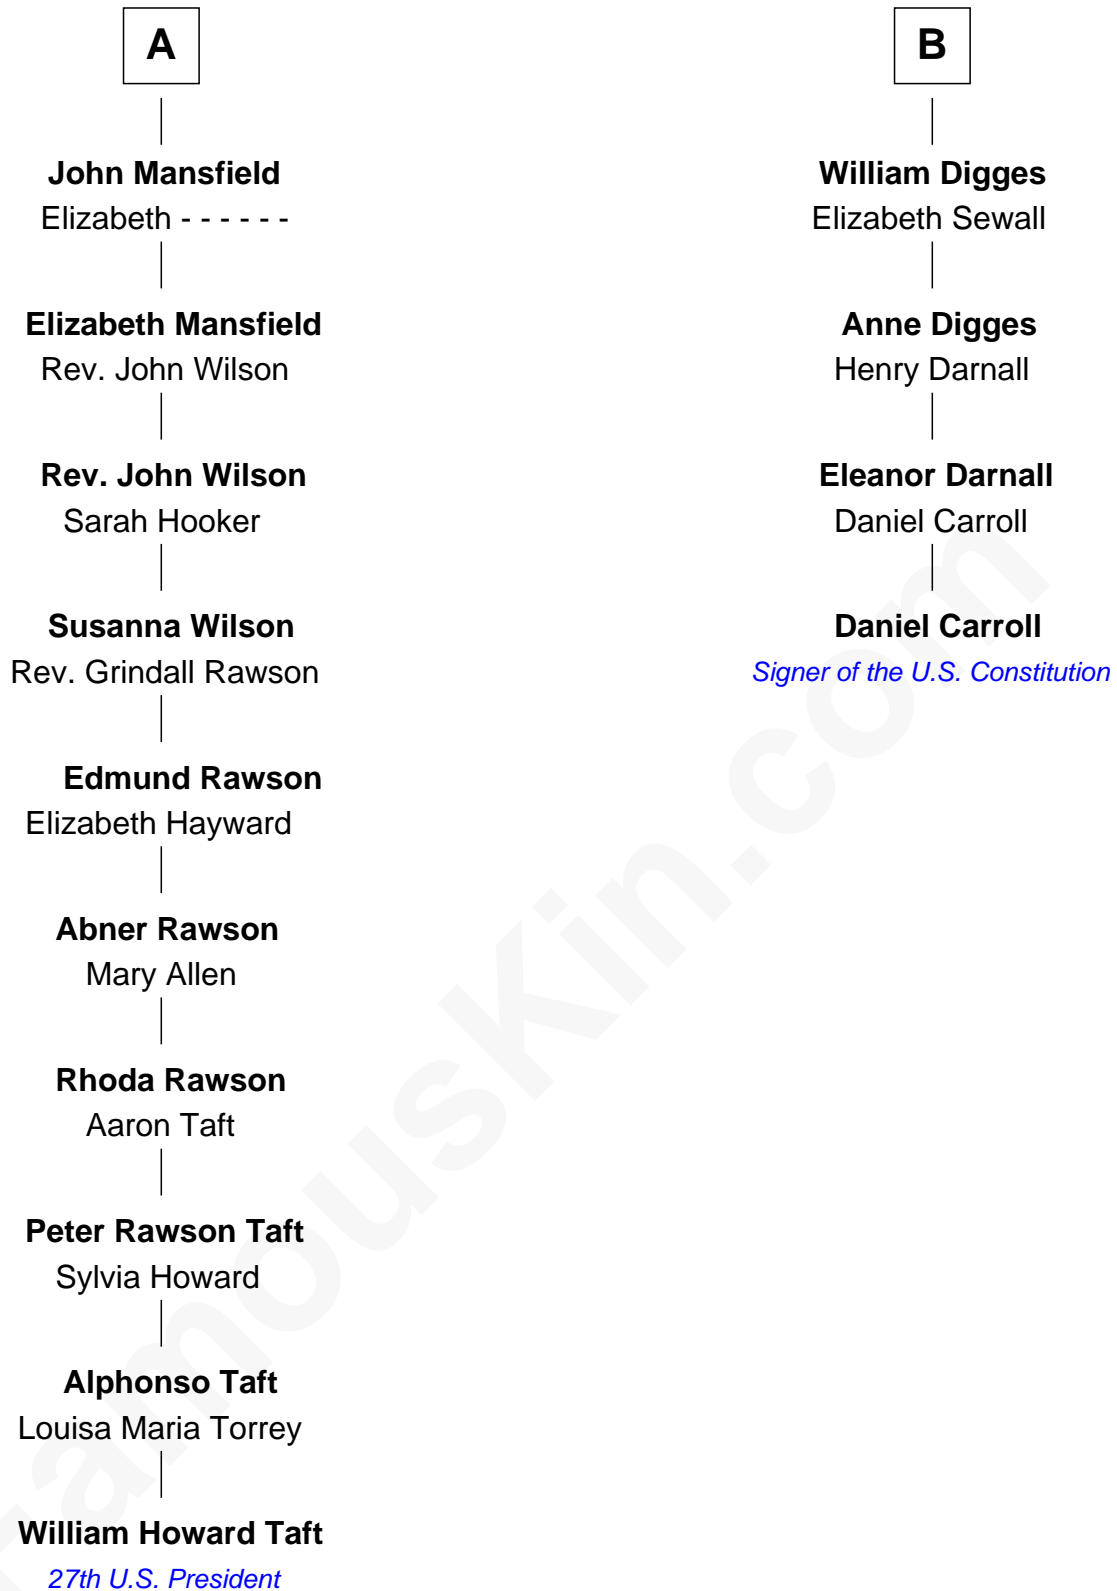 A
John Mansfield
Elizabeth - - - - - -
Elizabeth Mansfield
Rev. John Wilson
Rev. John Wilson
Sarah Hooker
Susanna Wilson
Rev. Grindall Rawson
Edmund Rawson
Elizabeth Hayward
Abner Rawson
Mary Allen
Rhoda Rawson
Aaron Taft
Peter Rawson Taft
Sylvia Howard
Alphonso Taft
Louisa Maria Torrey
William Howard Taft
27th U.S. President
B
William Digges
Elizabeth Sewall
Anne Digges
Henry Darnall
Eleanor Darnall
Daniel Carroll
Daniel Carroll
Signer of the U.S. Constitution
FamousKin.com